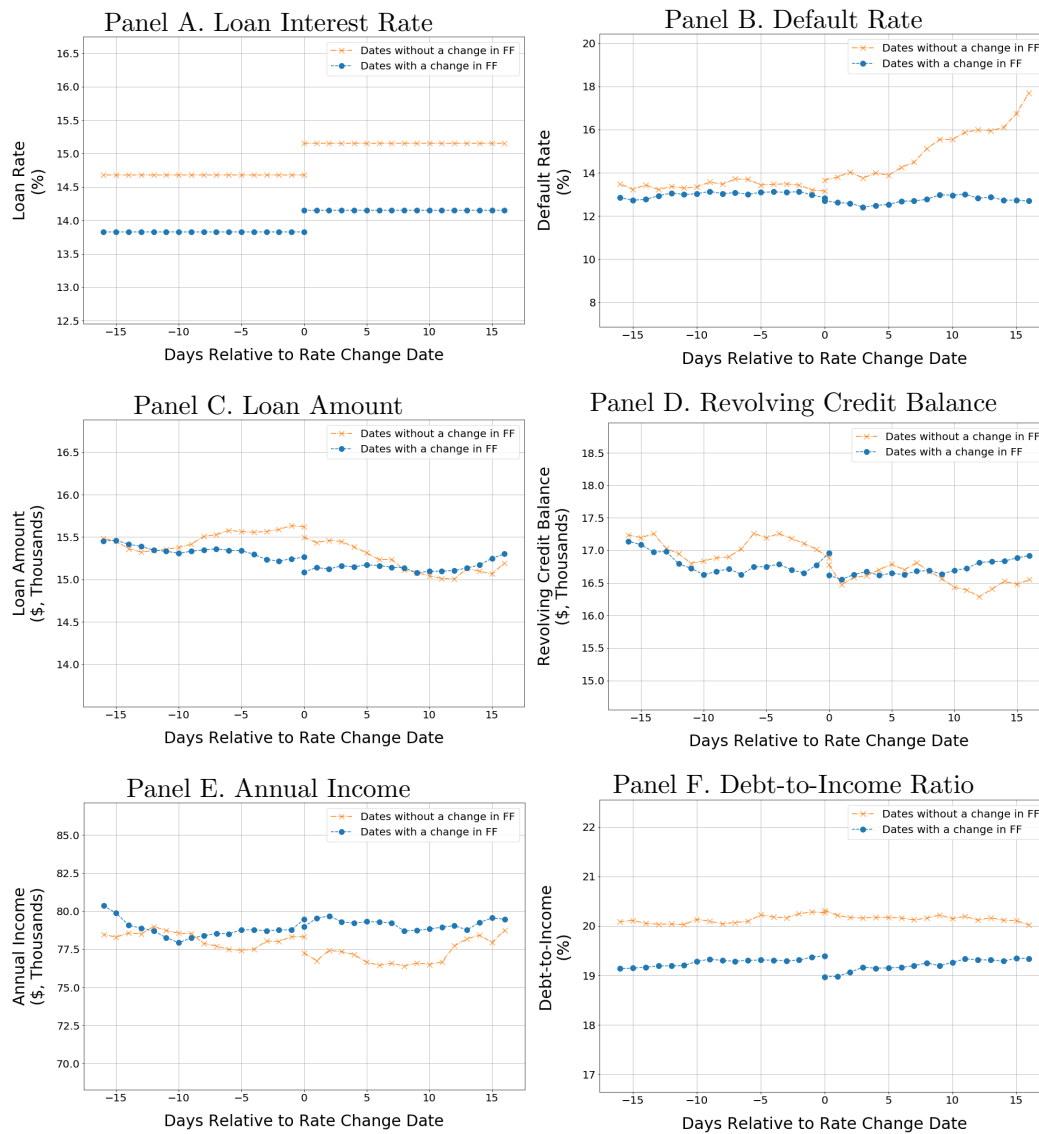 Panel A. Loan Interest Rate
Loan Rate
(%)
16.5
16.0
15.5
15.0
14.5
14.0
13.5
13.0
12.5
Dates without a change in FF
Dates with a change in FF
−15
−10
−5
0
5
10
15
Days Relative to Rate Change Date
Panel B. Default Rate
Default Rate
(%)
20
18
16
14
12
10
8
Dates without a change in FF
Dates with a change in FF
−15
−10
−5
0
5
10
15
Days Relative to Rate Change Date
Panel C. Loan Amount
Loan Amount
($, Thousands)
16.5
16.0
15.5
15.0
14.5
14.0
Dates without a change in FF
Dates with a change in FF
−15
−10
−5
0
5
10
15
Days Relative to Rate Change Date
Panel D. Revolving Credit Balance
Revolving Credit Balance
($, Thousands)
18.5
18.0
17.5
17.0
16.5
16.0
15.5
15.0
Dates without a change in FF
Dates with a change in FF
−15
−10
−5
0
5
10
15
Days Relative to Rate Change Date
Panel E. Annual Income
Annual Income
($, Thousands)
85.0
82.5
80.0
77.5
75.0
72.5
70.0
Dates without a change in FF
Dates with a change in FF
−15
−10
−5
0
5
10
15
Days Relative to Rate Change Date
Panel F. Debt-to-Income Ratio
Debt-to-Income
(%)
22
21
20
19
18
17
Dates without a change in FF
Dates with a change in FF
−15
−10
−5
0
5
10
15
Days Relative to Rate Change Date